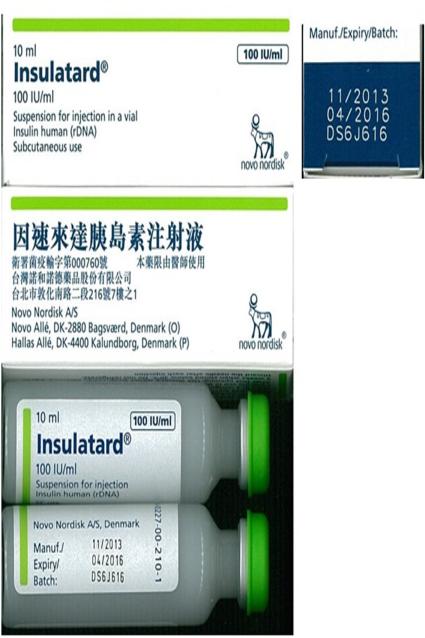 10 ml
Insulatard®
100 IU/ml
100 IU/ml
Suspension for injection in a vial
Insulin human (rDNA)
Subcutaneous use
novo nordisk®
Manuf./Expiry/Batch:
11/2013
04/2016
DS6J616
因速來達胰島素注射液
衛署菌疫輸字第000760號 本藥限由醫師使用
台灣諾和諾德藥品股份有限公司
台北市敦化南路二段216號7樓之1
Novo Nordisk A/S
Novo Allé, DK-2880 Bagsværd, Denmark (O)
Hallas Allé, DK-4400 Kalundborg, Denmark (P)
novo nordisk®
10 ml
100 IU/ml
Insulatard®
100 IU/ml
Suspension for injection
Insulin human (rDNA)
Novo Nordisk A/S, Denmark
Manuf./ 11/2013
Expiry/ 04/2016
Batch: DS6J616